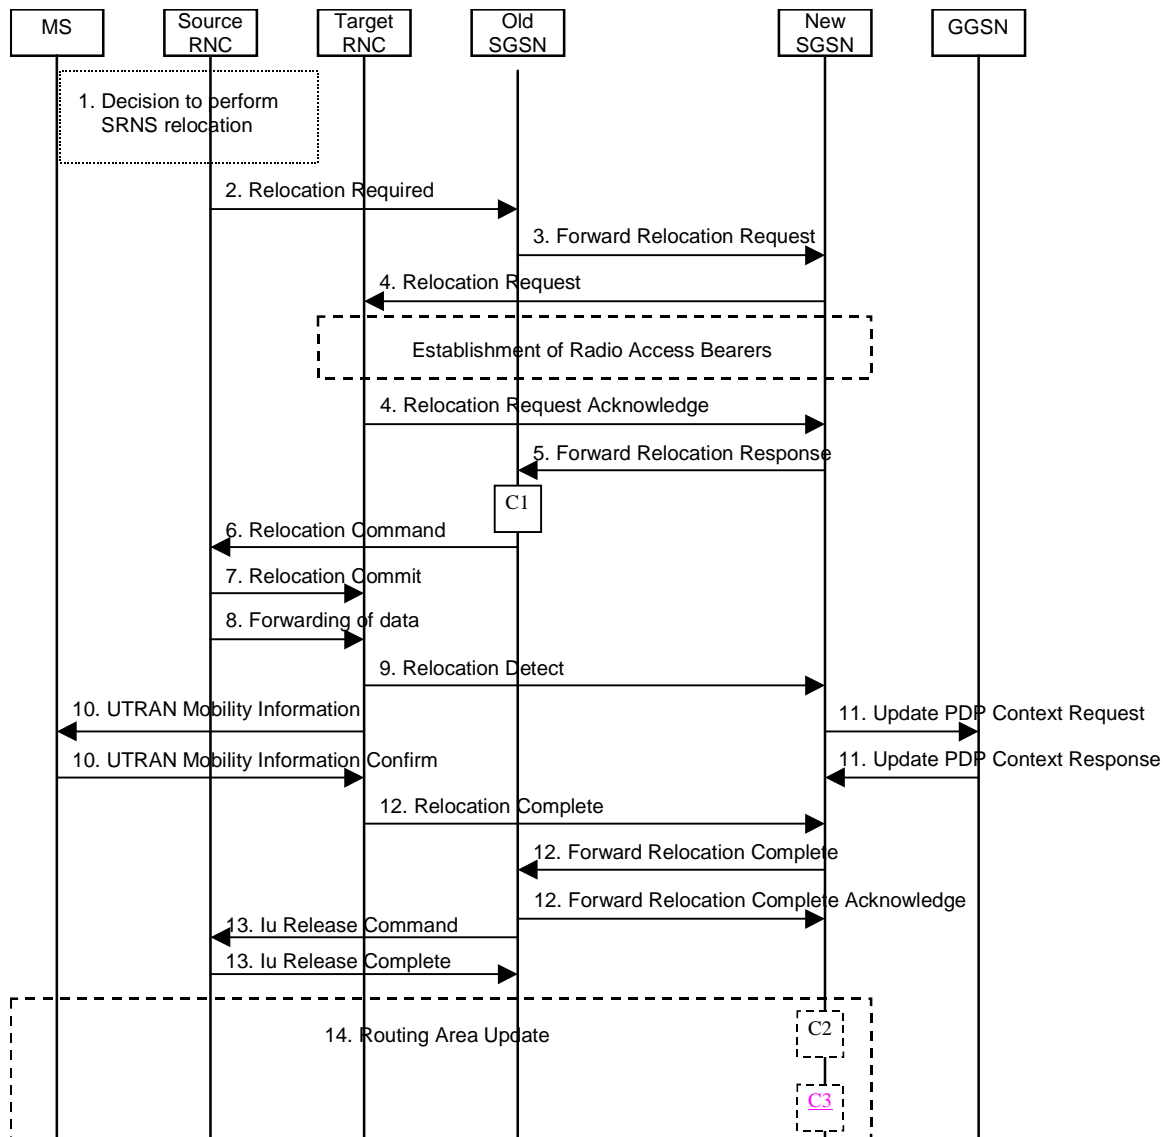 MS
Source
RNC
Target
RNC
Old
SGSN
New
SGSN
GGSN
1. Decision to perform
SRNS relocation
2. Relocation Required
3. Forward Relocation Request
4. Relocation Request
Establishment of Radio Access Bearers
4. Relocation Request Acknowledge
5. Forward Relocation Response
C1
6. Relocation Command
7. Relocation Commit
8. Forwarding of data
9. Relocation Detect
10. UTRAN Mobility Information
11. Update PDP Context Request
10. UTRAN Mobility Information Confirm
11. Update PDP Context Response
12. Relocation Complete
12. Forward Relocation Complete
12. Forward Relocation Complete Acknowledge
13. Iu Release Command
13. Iu Release Complete
14. Routing Area Update
C2
C3